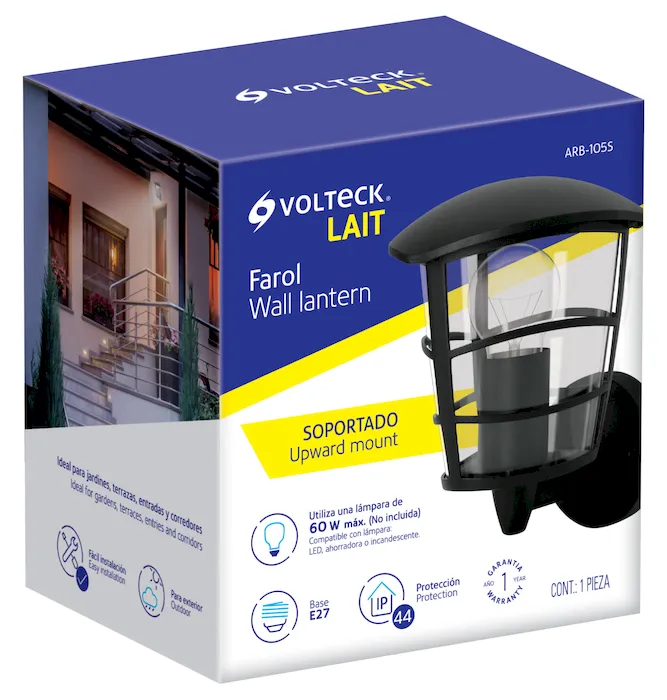 VOLTECK®
LAIT
ARB-105S
VOLTECK®
LAIT
Farol
Wall lantern
SOPORTADO
Upward mount
Utiliza una lámpara de
60 W máx. (No incluida)
Compatible con lámpara:
LED, ahorradora o incandescente.
Base
E27
IP
44
Protección
Protection
GARANTÍA
AÑO 1 YEAR
WARRANTY
CONT.: 1 PIEZA
Ideal para jardines, terrazas, entradas y corredores
Ideal for gardens, terraces, entries and corridors
Fácil instalación
Easy installation
Para exterior
Outdoor